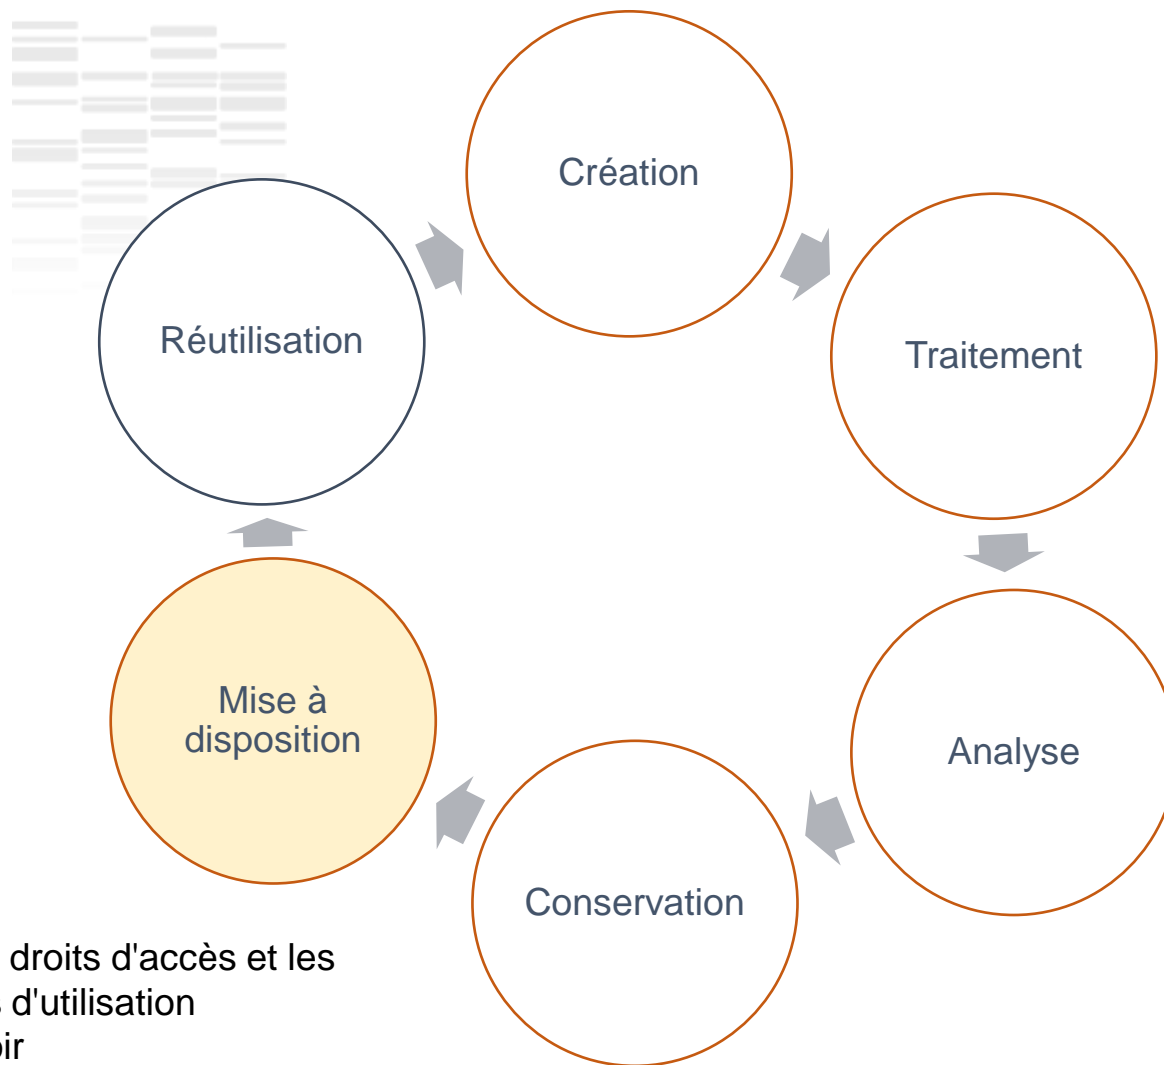 Création
Traitement
Analyse
Conservation
Mise à
disposition
Réutilisation
droits d'accès et les
d'utilisation